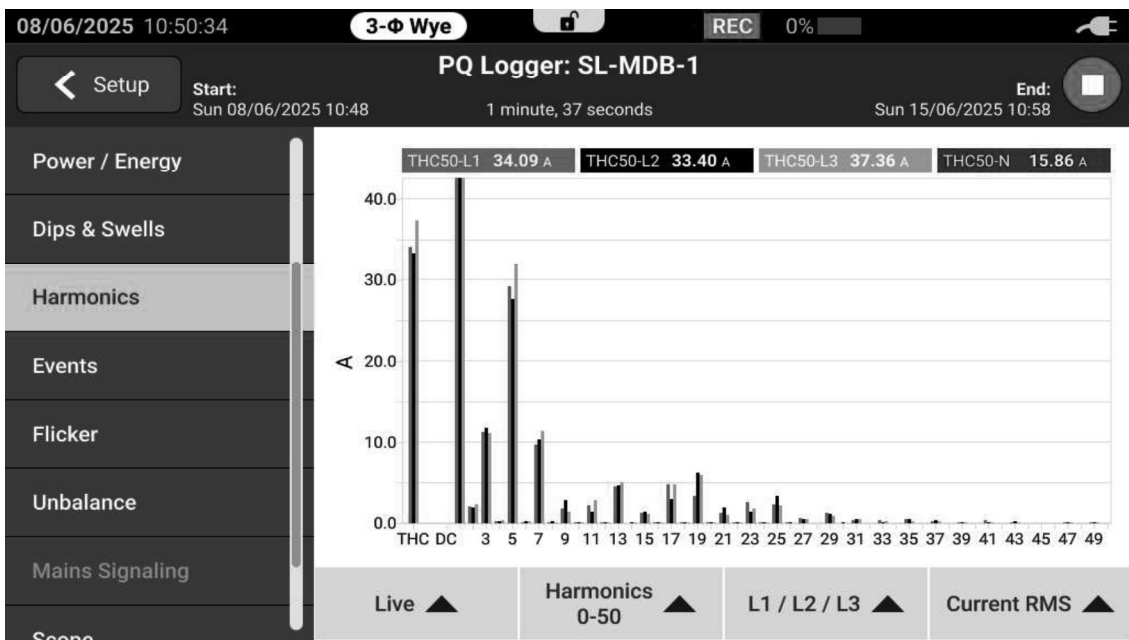 08/06/2025 10:50:34 3-Φ Wye REC 0%
Setup
PQ Logger: SL-MDB-1
Start:
Sun 08/06/2025 10:48
1 minute, 37 seconds
End:
Sun 15/06/2025 10:58
Power / Energy
Dips & Swells
Harmonics
Events
Flicker
Unbalance
Mains Signaling
Scope
THC50-L1 34.09 A THC50-L2 33.40 A THC50-L3 37.36 A THC50-N 15.86 A
40.0
30.0
A
20.0
10.0
0.0
THC DC 3 5 7 9 11 13 15 17 19 21 23 25 27 29 31 33 35 37 39 41 43 45 47 49
Live
Harmonics
0-50
L1 / L2 / L3
Current RMS